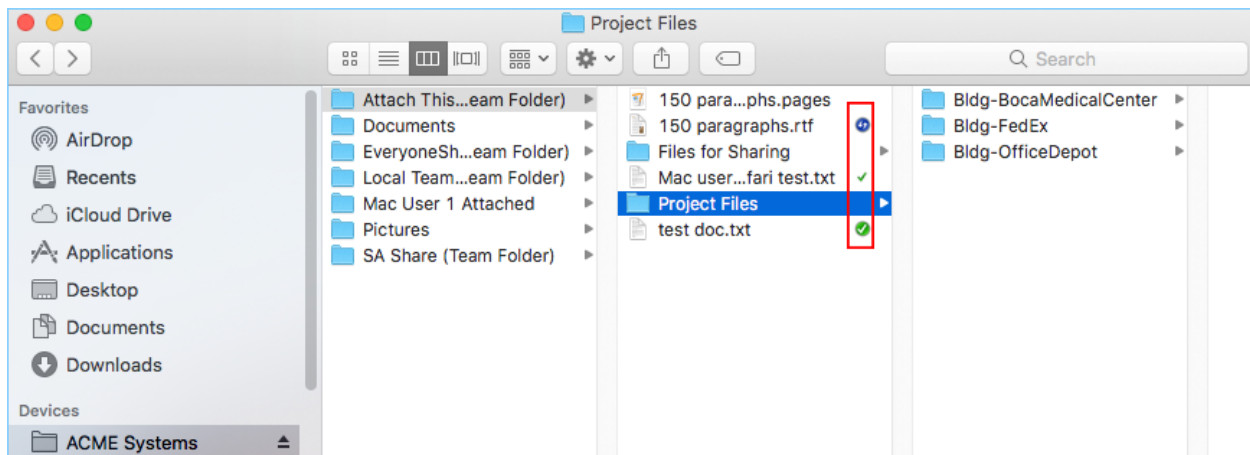 Project Files
Search
Favorites
AirDrop
Recents
iCloud Drive
Applications
Desktop
Documents
Downloads
Devices
ACME Systems
Attach This...eam Folder)
Documents
EveryoneSh...eam Folder)
Local Team...eam Folder)
Mac User 1 Attached
Pictures
SA Share (Team Folder)
150 para...phs.pages
150 paragraphs.rtf
Files for Sharing
Mac user...fari test.txt
Project Files
test doc.txt
Bldg-BocaMedicalCenter
Bldg-FedEx
Bldg-OfficeDepot